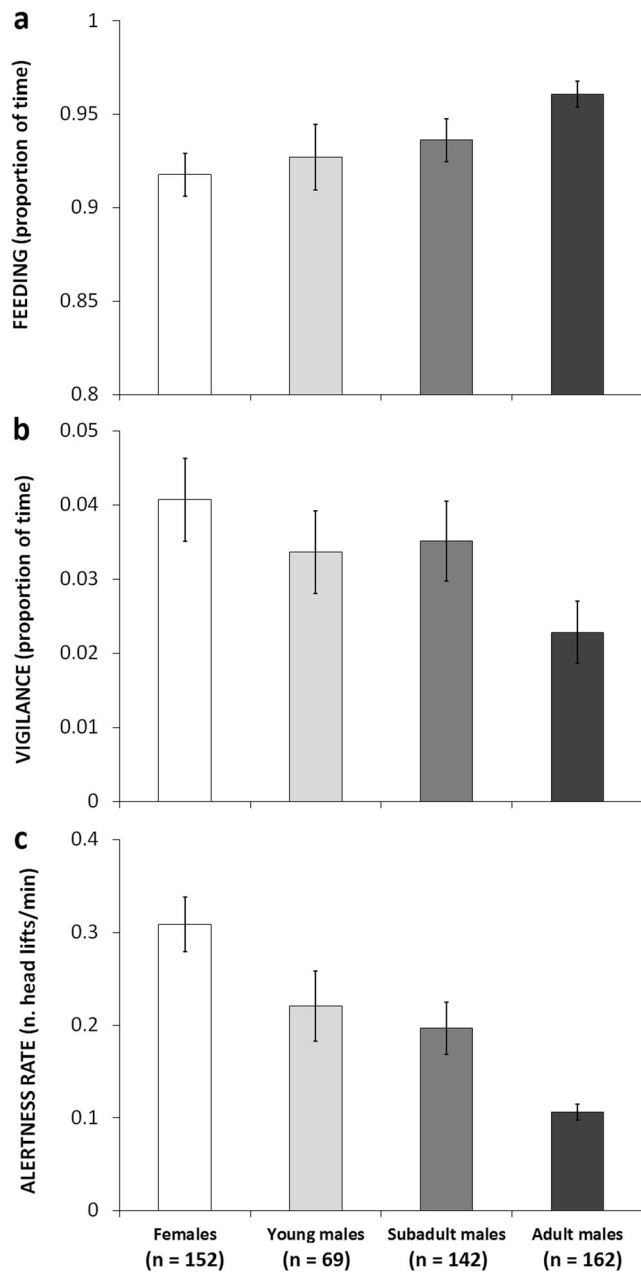 a
FEEDING (proportion of time)
1
0.95
0.9
0.85
0.8
b
VIGILANCE (proportion of time)
0.05
0.04
0.03
0.02
0.01
0
c
ALERTNESS RATE (n. head lifts/min)
0.4
0.3
0.2
0.1
0
Females Young males Subadult males Adult males
(n = 152) (n = 69) (n = 142) (n = 162)